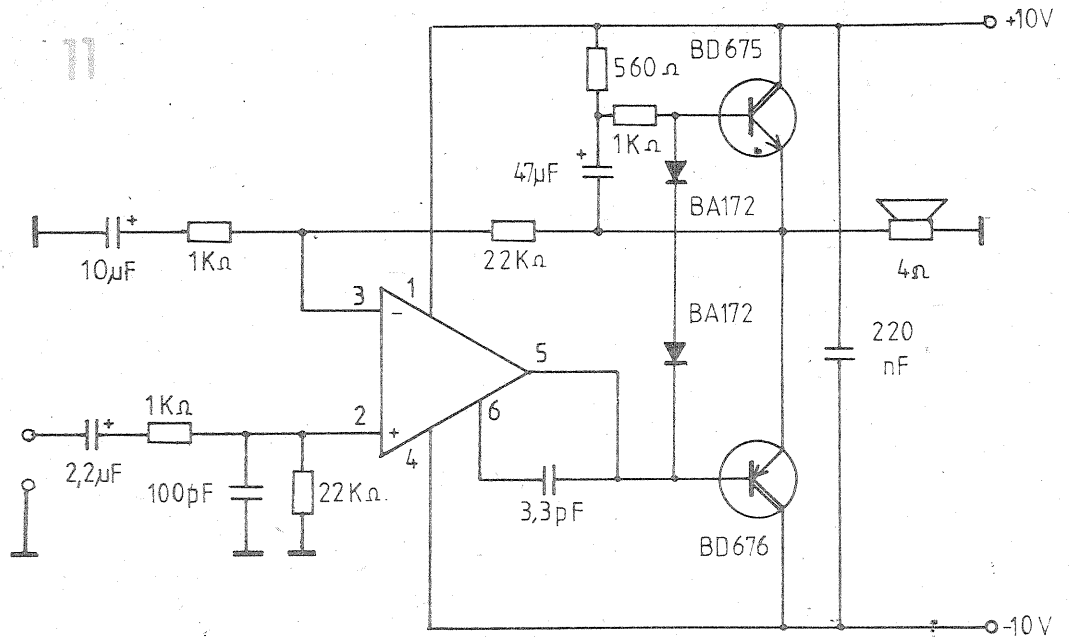 11
+10V
BD675
560Ω
1KΩ
47µF
+
BA172
+
10µF
1KΩ
22KΩ
4Ω
3
1
-
BA172
5
220
nF
1KΩ
2
+
6
4
+
2,2µF
100pF
22KΩ
3,3pF
BD676
-10V